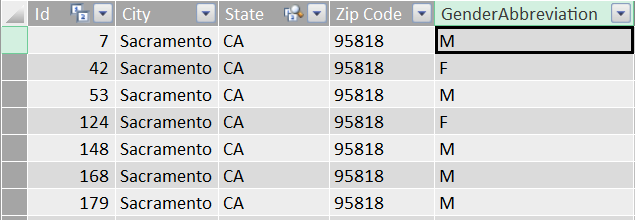 Id City State Zip Code GenderAbbreviation
7 Sacramento CA 95818 M
42 Sacramento CA 95818 F
53 Sacramento CA 95818 M
124 Sacramento CA 95818 F
148 Sacramento CA 95818 M
168 Sacramento CA 95818 M
179 Sacramento CA 95818 M